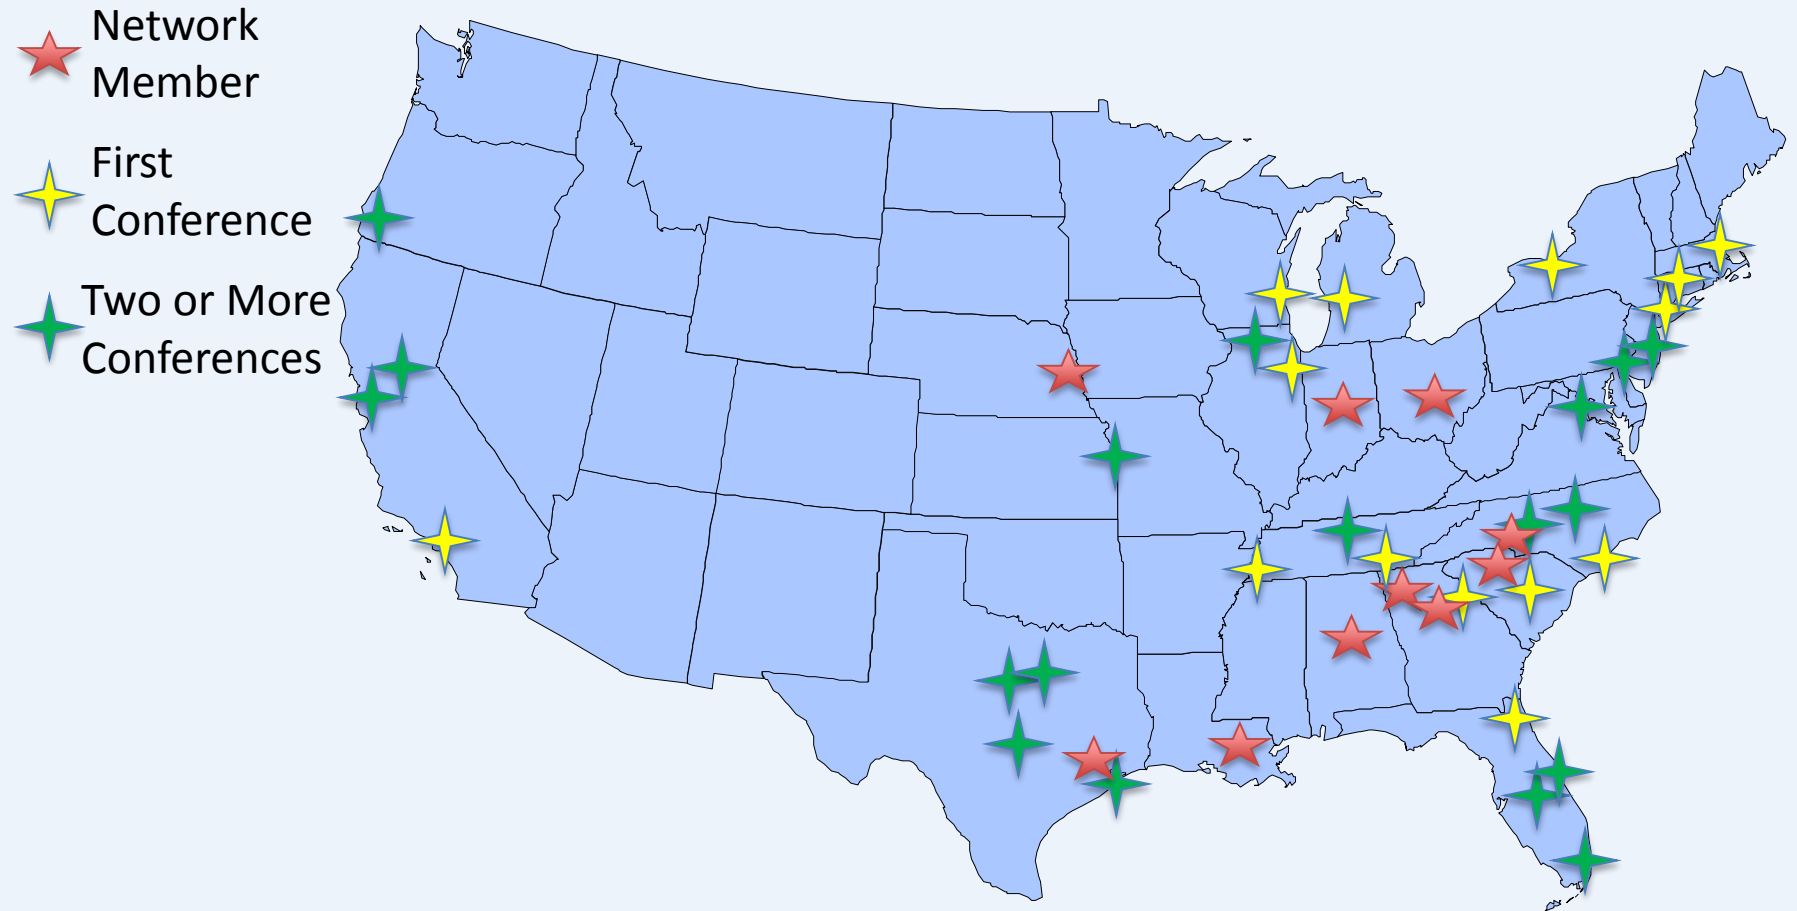 Network
Member
First
Conference
Two or More
Conferences